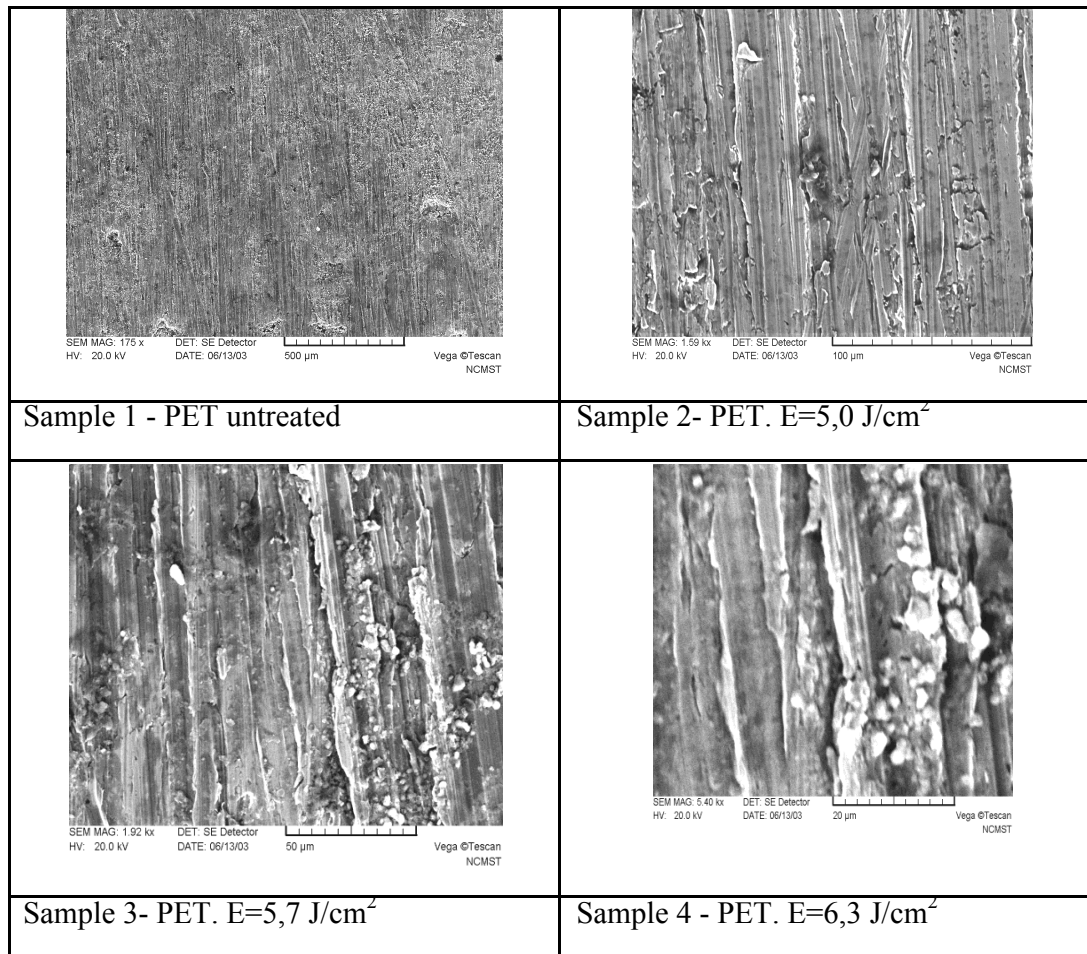 SEM MAG: 175 x DET: SE Detector
HV: 20.0 kV DATE: 06/13/03 500 µm Vega ©Tescan
NCMST
SEM MAG: 1.59 kx DET: SE Detector
HV: 20.0 kV DATE: 06/13/03 100 µm Vega ©Tescan
NCMST
Sample 1 - PET untreated
Sample 2- PET. E=5,0 J/cm²
SEM MAG: 1.92 kx DET: SE Detector
HV: 20.0 kV DATE: 06/13/03 50 µm Vega ©Tescan
NCMST
SEM MAG: 5.40 kx DET: SE Detector
HV: 20.0 kV DATE: 06/13/03 20 µm Vega ©Tescan
NCMST
Sample 3- PET. E=5,7 J/cm²
Sample 4 - PET. E=6,3 J/cm²